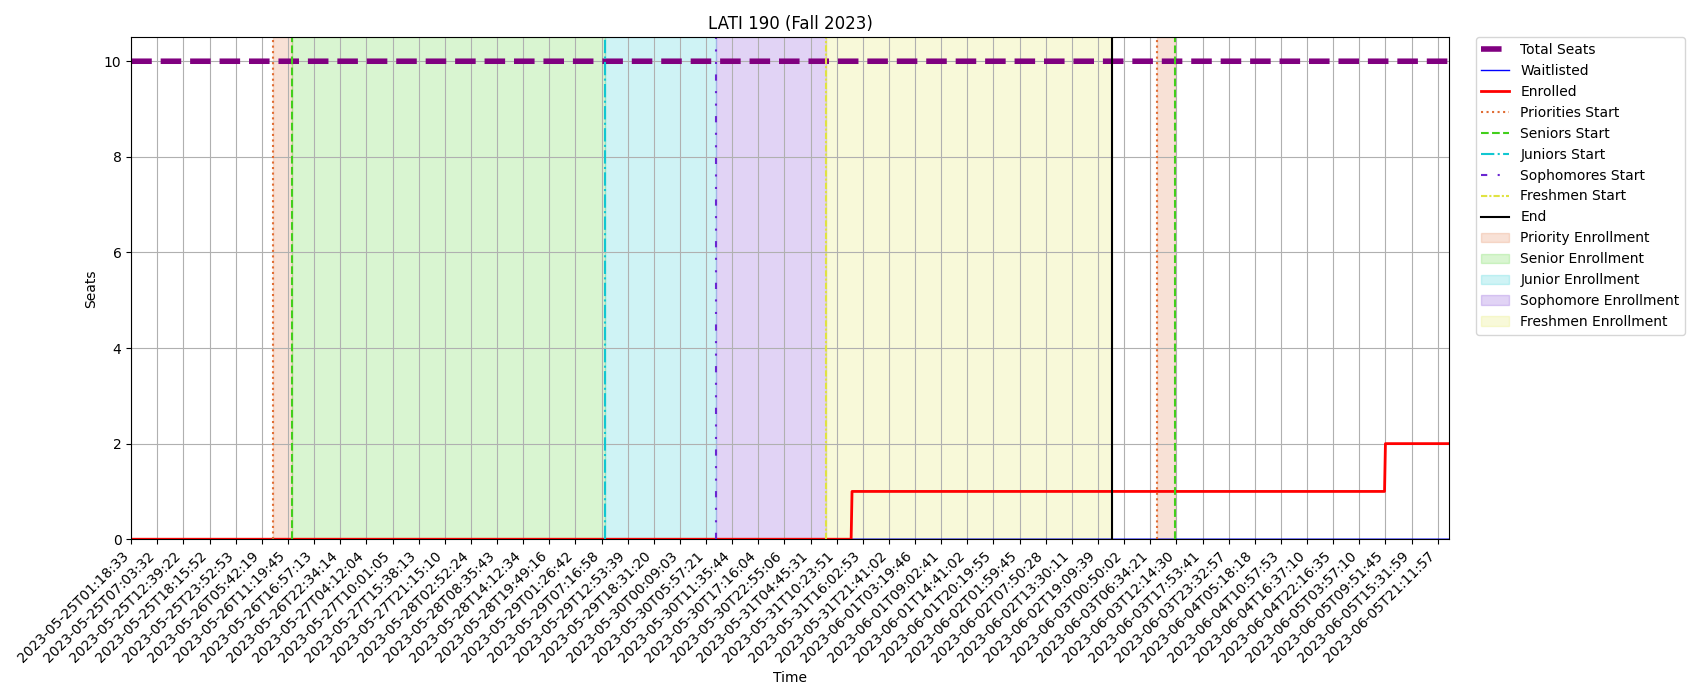 LATI 190 (Fall 2023)
Seats
10
8
6
4
2
0
2023-05-25T01:18:33
2023-05-25T07:03:32
2023-05-25T12:39:22
2023-05-25T18:15:52
2023-05-25T23:52:53
2023-05-26T05:42:19
2023-05-26T11:19:45
2023-05-26T16:57:13
2023-05-26T22:34:14
2023-05-27T04:12:04
2023-05-27T10:01:05
2023-05-27T15:38:13
2023-05-27T21:15:10
2023-05-28T02:52:24
2023-05-28T08:35:43
2023-05-28T14:12:34
2023-05-28T19:49:16
2023-05-29T01:26:42
2023-05-29T07:16:58
2023-05-29T12:53:39
2023-05-29T18:31:20
2023-05-30T00:09:03
2023-05-30T05:57:21
2023-05-30T11:35:44
2023-05-30T17:16:04
2023-05-30T22:55:06
2023-05-31T04:45:31
2023-05-31T10:23:51
2023-05-31T16:02:53
2023-05-31T21:41:02
2023-06-01T03:19:46
2023-06-01T09:02:41
2023-06-01T14:41:02
2023-06-01T20:19:55
2023-06-02T01:59:45
2023-06-02T07:50:28
2023-06-02T13:30:11
2023-06-02T19:09:39
2023-06-03T00:50:02
2023-06-03T06:34:21
2023-06-03T12:14:30
2023-06-03T17:53:41
2023-06-03T23:32:57
2023-06-04T05:18:18
2023-06-04T10:57:53
2023-06-04T16:37:10
2023-06-04T22:16:35
2023-06-05T03:57:10
2023-06-05T09:51:45
2023-06-05T15:31:59
2023-06-05T21:11:57
Time
Total Seats
Waitlisted
Enrolled
Priorities Start
Seniors Start
Juniors Start
Sophomores Start
Freshmen Start
End
Priority Enrollment
Senior Enrollment
Junior Enrollment
Sophomore Enrollment
Freshmen Enrollment